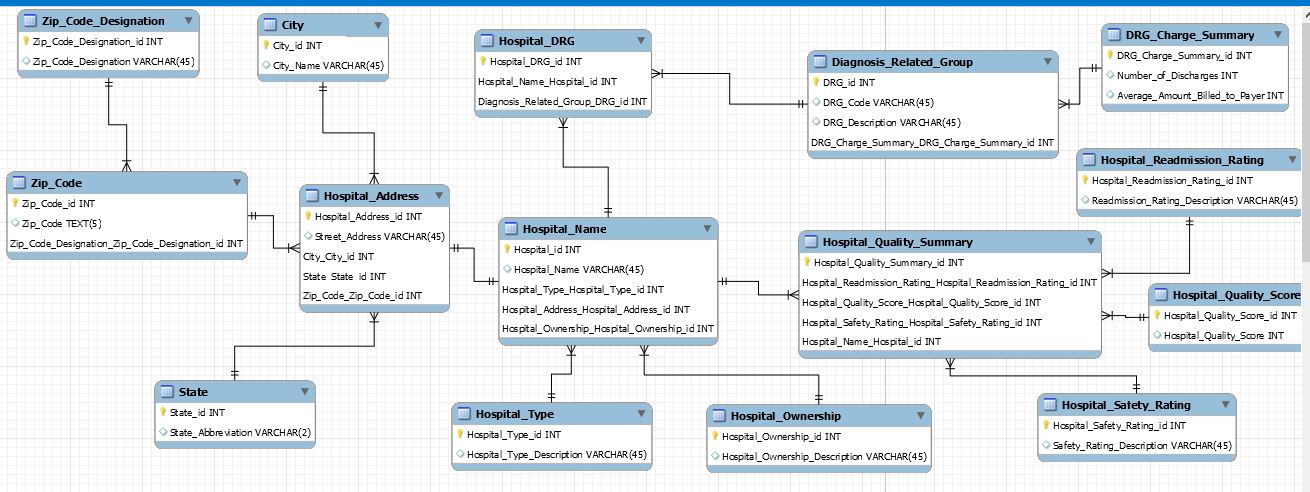 Zip_Code_Designation
Zip_Code_Designation_id INT
Zip_Code_Designation VARCHAR(45)
City
City_id INT
City_Name VARCHAR(45)
Hospital_DRG
Hospital_DRG_id INT
Hospital_Name_Hospital_id INT
Diagnosis_Related_Group_DRG_id INT
Diagnosis_Related_Group
DRG_id INT
DRG_Code VARCHAR(45)
DRG_Description VARCHAR(45)
DRG_Charge_Summary_DRG_Charge_Summary_id INT
DRG_Charge_Summary
DRG_Charge_Summary_id INT
Number_of_Discharges INT
Average_Amount_Billed_to_Payer INT
Zip_Code
Zip_Code_id INT
Zip_Code TEXT(5)
Zip_Code_Designation_Zip_Code_Designation_id INT
Hospital_Address
Hospital_Address_id INT
Street_Address VARCHAR(45)
City_City_id INT
State_State_id INT
Zip_Code_Zip_Code_id INT
Hospital_Name
Hospital_id INT
Hospital_Name VARCHAR(45)
Hospital_Type_Hospital_Type_id INT
Hospital_Address_Hospital_Address_id INT
Hospital_Ownership_Hospital_Ownership_id INT
Hospital_Readmission_Rating
Hospital_Readmission_Rating_id INT
Readmission_Rating_Description VARCHAR(45)
Hospital_Quality_Summary
Hospital_Quality_Summary_id INT
Hospital_Readmission_Rating_Hospital_Readmission_Rating_id INT
Hospital_Quality_Score_Hospital_Quality_Score_id INT
Hospital_Safety_Rating_Hospital_Safety_Rating_id INT
Hospital_Name_Hospital_id INT
Hospital_Quality_Score
Hospital_Quality_Score_id INT
Hospital_Quality_Score INT
State
State_id INT
State_Abbreviation VARCHAR(2)
Hospital_Type
Hospital_Type_id INT
Hospital_Type_Description VARCHAR(45)
Hospital_Ownership
Hospital_Ownership_id INT
Hospital_Ownership_Description VARCHAR(45)
Hospital_Safety_Rating
Hospital_Safety_Rating_id INT
Safety_Rating_Description VARCHAR(45)